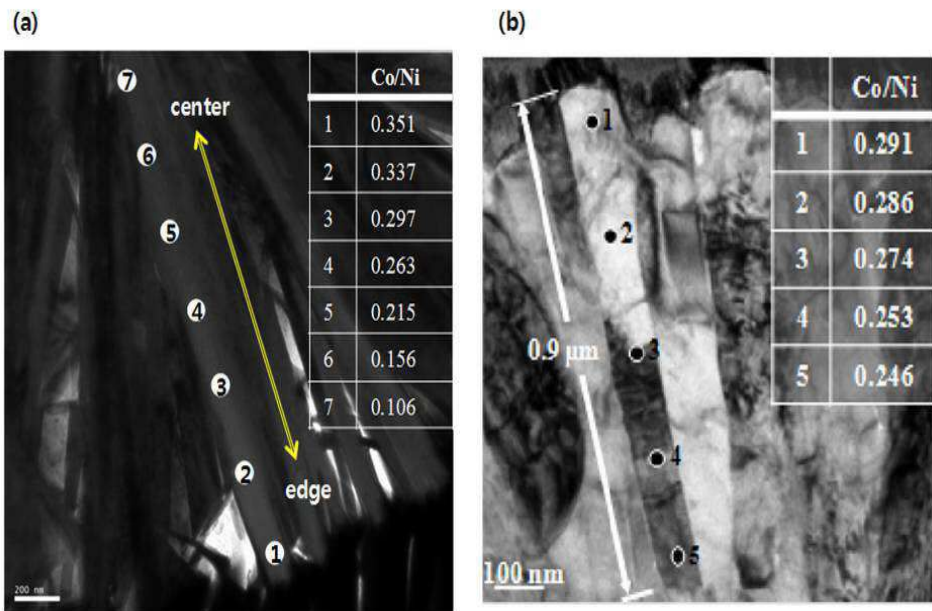 (a)
Co/Ni
1 0.351
2 0.337
3 0.297
4 0.263
5 0.215
6 0.156
7 0.106
7
center
6
5
4
3
2
edge
1
200 nm
(b)
Co/Ni
1 0.291
2 0.286
3 0.274
4 0.253
5 0.246
1
2
3
0.9 μm
4
5
100 nm